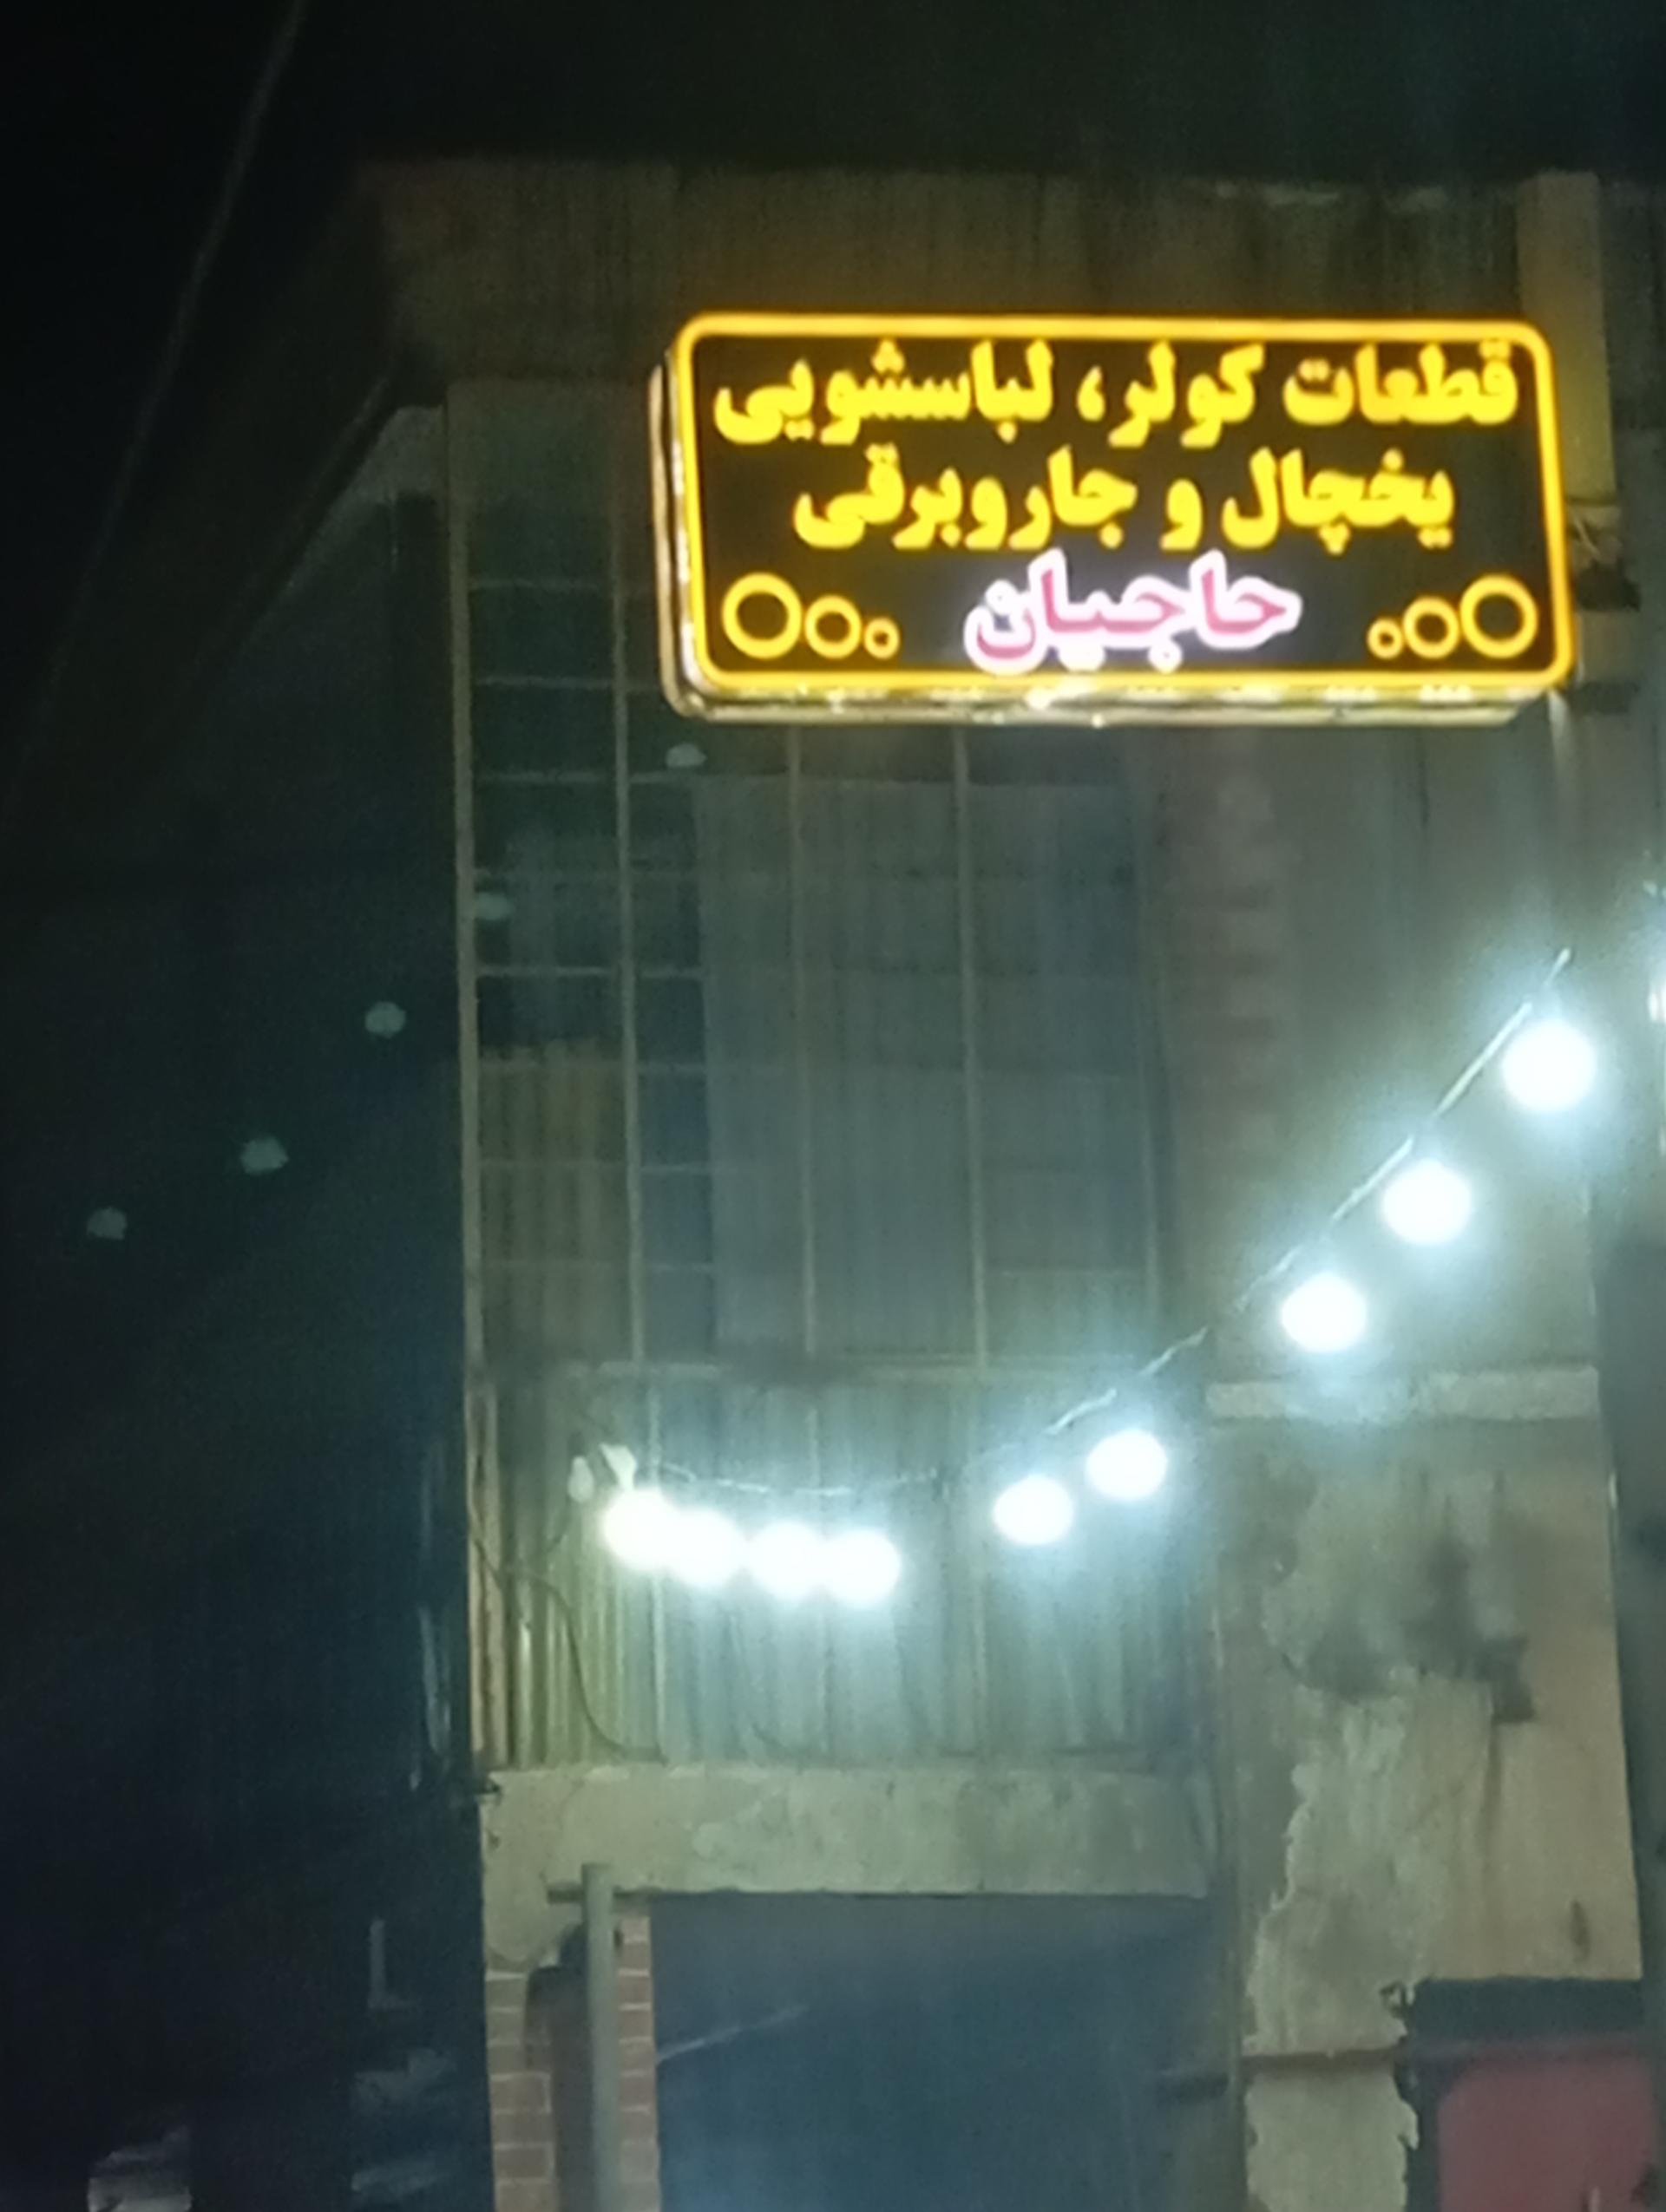 قطعات کولر، لباسشویی
یخچال و جاروبرقی
حاجیان